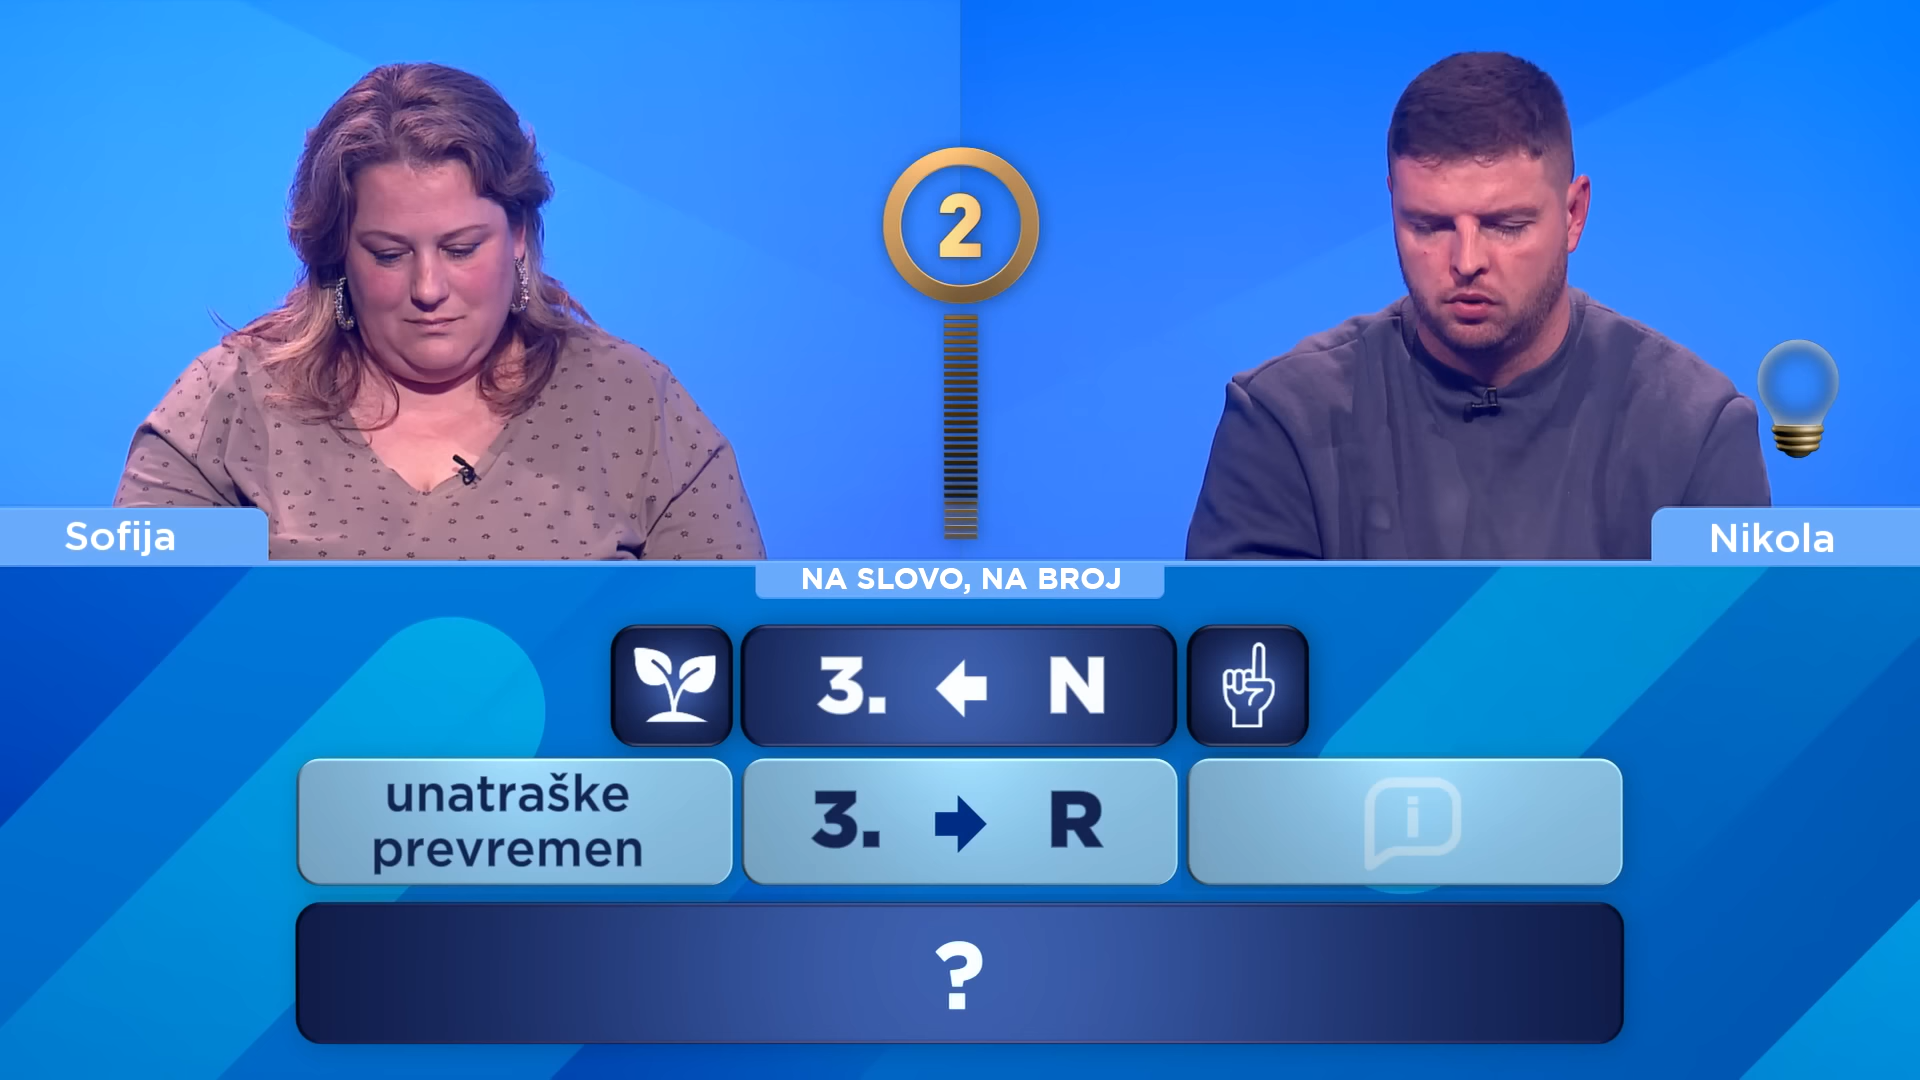 2
Sofija
Nikola
NA SLOVO, NA BROJ
3. ← N
unatraške
prevremen
3. → R
i
?